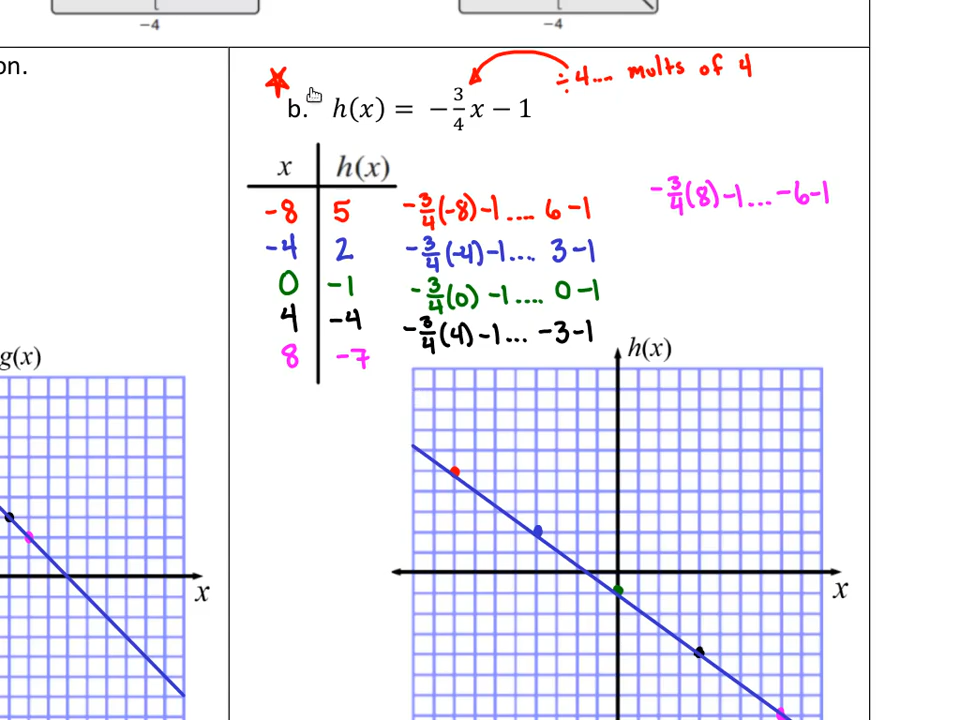 -4
-4
on.
÷4.... mults of 4
b. h(x) = −3/4x − 1
x h(x)
-8 5 -3/4(-8)-1.... 6-1
-3/4(8)-1...-6-1
-4 2 -3/4(-4)-1... 3-1
0 -1 -3/4(0)-1.... 0-1
4 -4 -3/4(4)-1... -3-1
8 -7
g(x)
h(x)
x
x